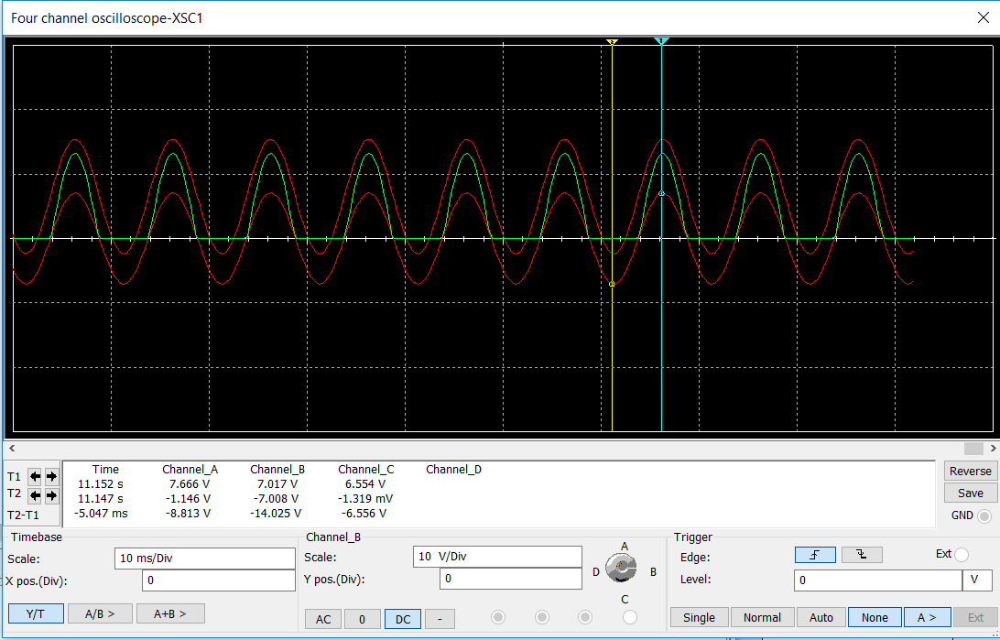 Four channel oscilloscope-XSC1
2 1
T1
T2
T2-T1
Time Channel_A Channel_B Channel_C Channel_D
11.152 s 7.666 V 7.017 V 6.554 V
11.147 s -1.146 V -7.008 V -1.319 mV
-5.047 ms -8.813 V -14.025 V -6.556 V
Reverse
Save
GND
Timebase
Scale: 10 ms/Div
X pos.(Div): 0
Y/T A/B > A+B >
Channel_B
Scale: 10 V/Div
Y pos.(Div): 0
AC 0 DC -
A
D B
C
Trigger
Edge: Ext
Level: 0 V
Single Normal Auto None A > Ext